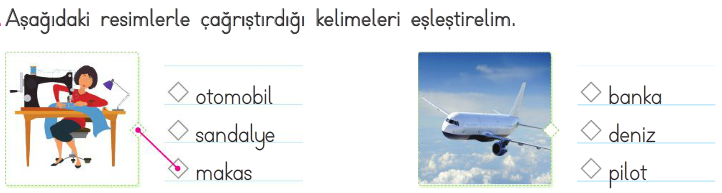 Aşağıdaki resimlerle çağrıştırdığı kelimeleri eşleştirelim.
otomobil
sandalye
makas
banka
deniz
pilot